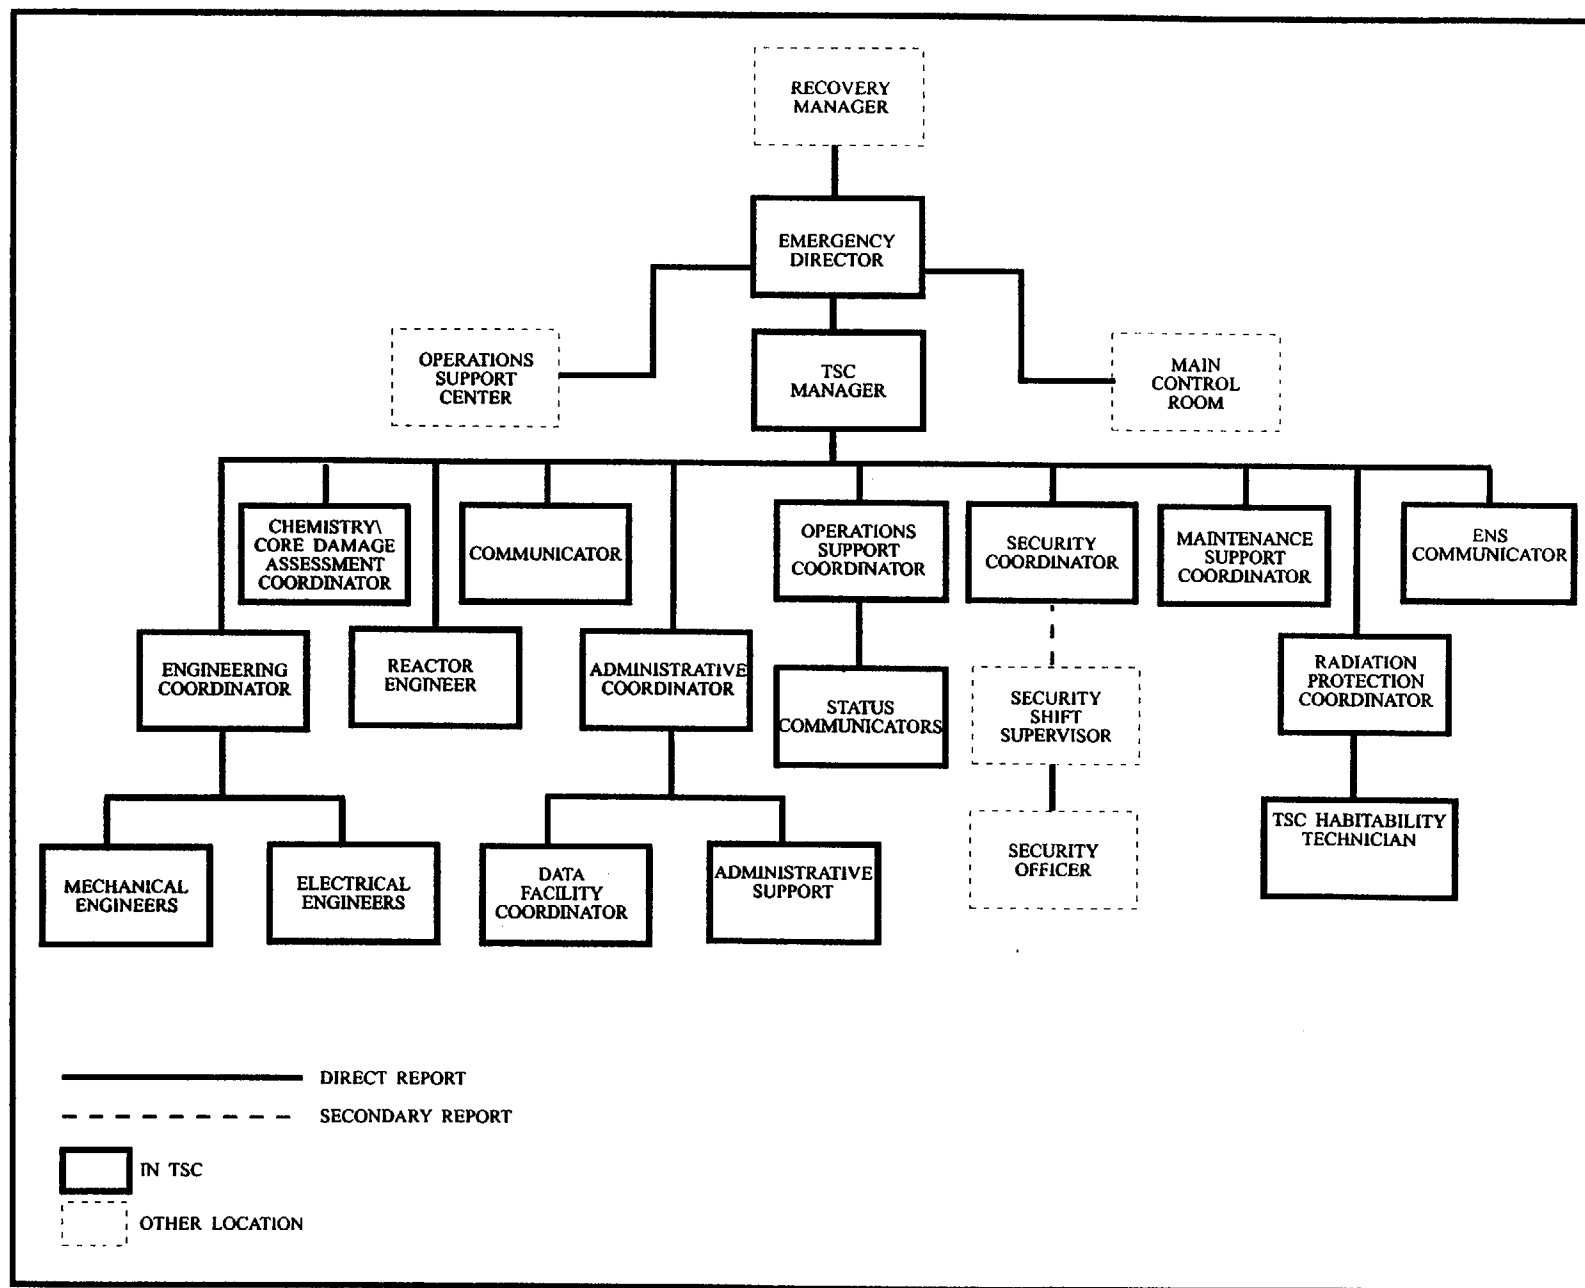 RECOVERY
MANAGER
EMERGENCY
DIRECTOR
OPERATIONS
SUPPORT
CENTER
TSC
MANAGER
MAIN
CONTROL
ROOM
CHEMISTRY\
CORE DAMAGE
ASSESSMENT
COORDINATOR
COMMUNICATOR
OPERATIONS
SUPPORT
COORDINATOR
SECURITY
COORDINATOR
MAINTENANCE
SUPPORT
COORDINATOR
ENS
COMMUNICATOR
ENGINEERING
COORDINATOR
REACTOR
ENGINEER
ADMINISTRATIVE
COORDINATOR
STATUS
COMMUNICATORS
SECURITY
SHIFT
SUPERVISOR
RADIATION
PROTECTION
COORDINATOR
MECHANICAL
ENGINEERS
ELECTRICAL
ENGINEERS
DATA
FACILITY
COORDINATOR
ADMINISTRATIVE
SUPPORT
SECURITY
OFFICER
TSC HABITABILITY
TECHNICIAN
DIRECT REPORT
SECONDARY REPORT
IN TSC
OTHER LOCATION